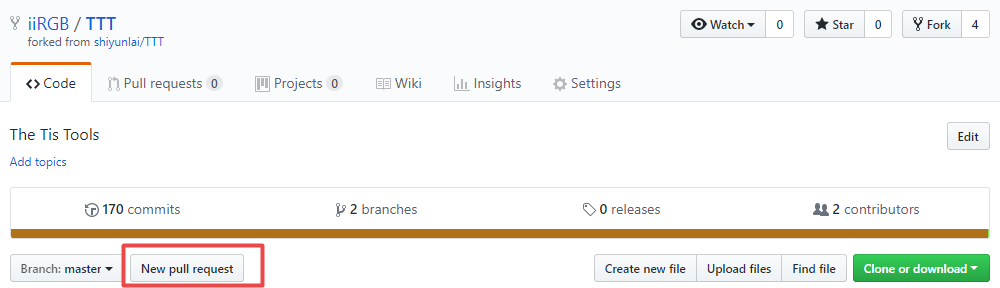 iiRGB / TTT
forked from shiyunlai/TTT
Watch 0 Star 0 Fork 4
Code Pull requests 0 Projects 0 Wiki Insights Settings
The Tis Tools
Edit
Add topics
170 commits 2 branches 0 releases 2 contributors
Branch: master New pull request Create new file Upload files Find file Clone or download